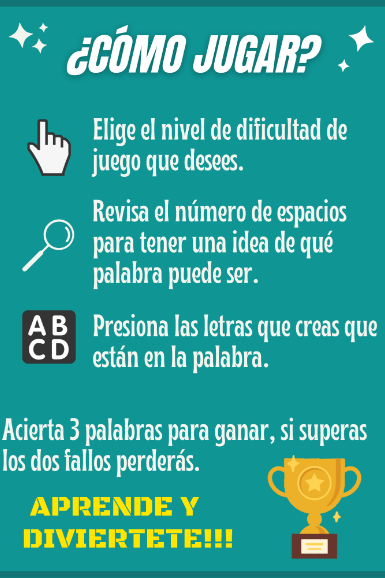 ¿CÓMO JUGAR?
Elige el nivel de dificultad de
juego que desees.
Revisa el número de espacios
para tener una idea de qué
palabra puede ser.
AB
CD
Presiona las letras que creas que
están en la palabra.
Acierta 3 palabras para ganar, si superas
los dos fallos perderás.
APRENDE Y
DIVIERTETE!!!